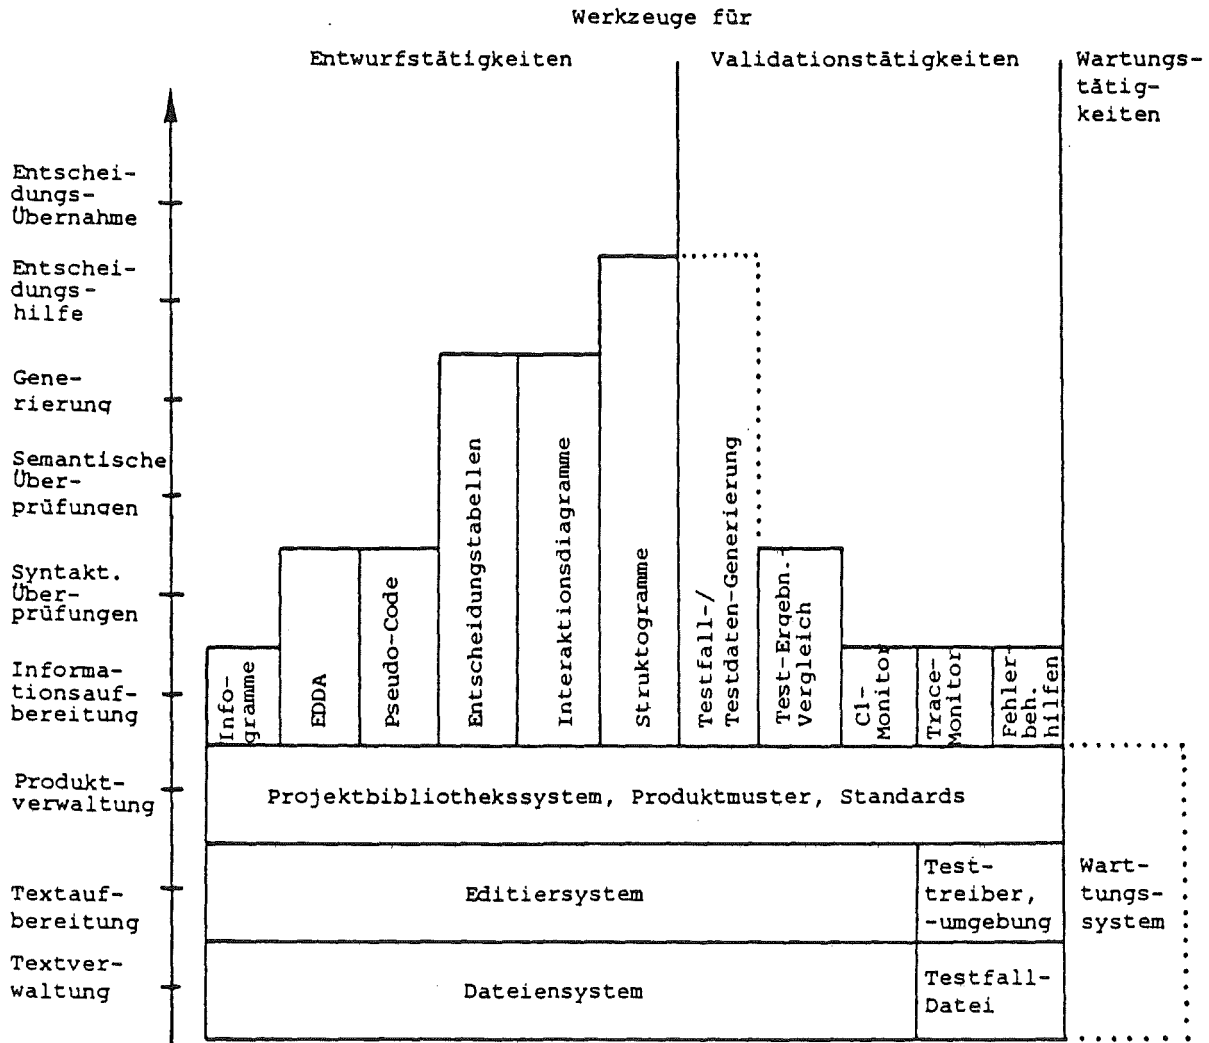 Werkzeuge für
Entwurfstätigkeiten
Validationstätigkeiten
Wartungs-
tätig-
keiten
Entschei-
dungs-
Übernahme
Entschei-
dungs-
hilfe
Gene-
rierung
Semantische
Über-
prüfungen
Syntakt.
Über-
prüfungen
Informa-
tionsauf-
bereitung
Produkt-
verwaltung
Textauf-
bereitung
Textver-
waltung
Info-
gramme
EDDA
Pseudo-Code
Entscheidungstabellen
Interaktionsdiagramme
Struktogramme
Testfall-/
Testdaten-Generierung
Test-Ergebn.-
Vergleich
Cl-
Monitor
Trace-
Monitor
Fehler-
beh.
hilfen
Projektbibliothekssystem, Produktmuster, Standards
Editiersystem
Test-
treiber,
-umgebung
Wart-
tungs-
system
Dateiensystem
Testfall-
Datei